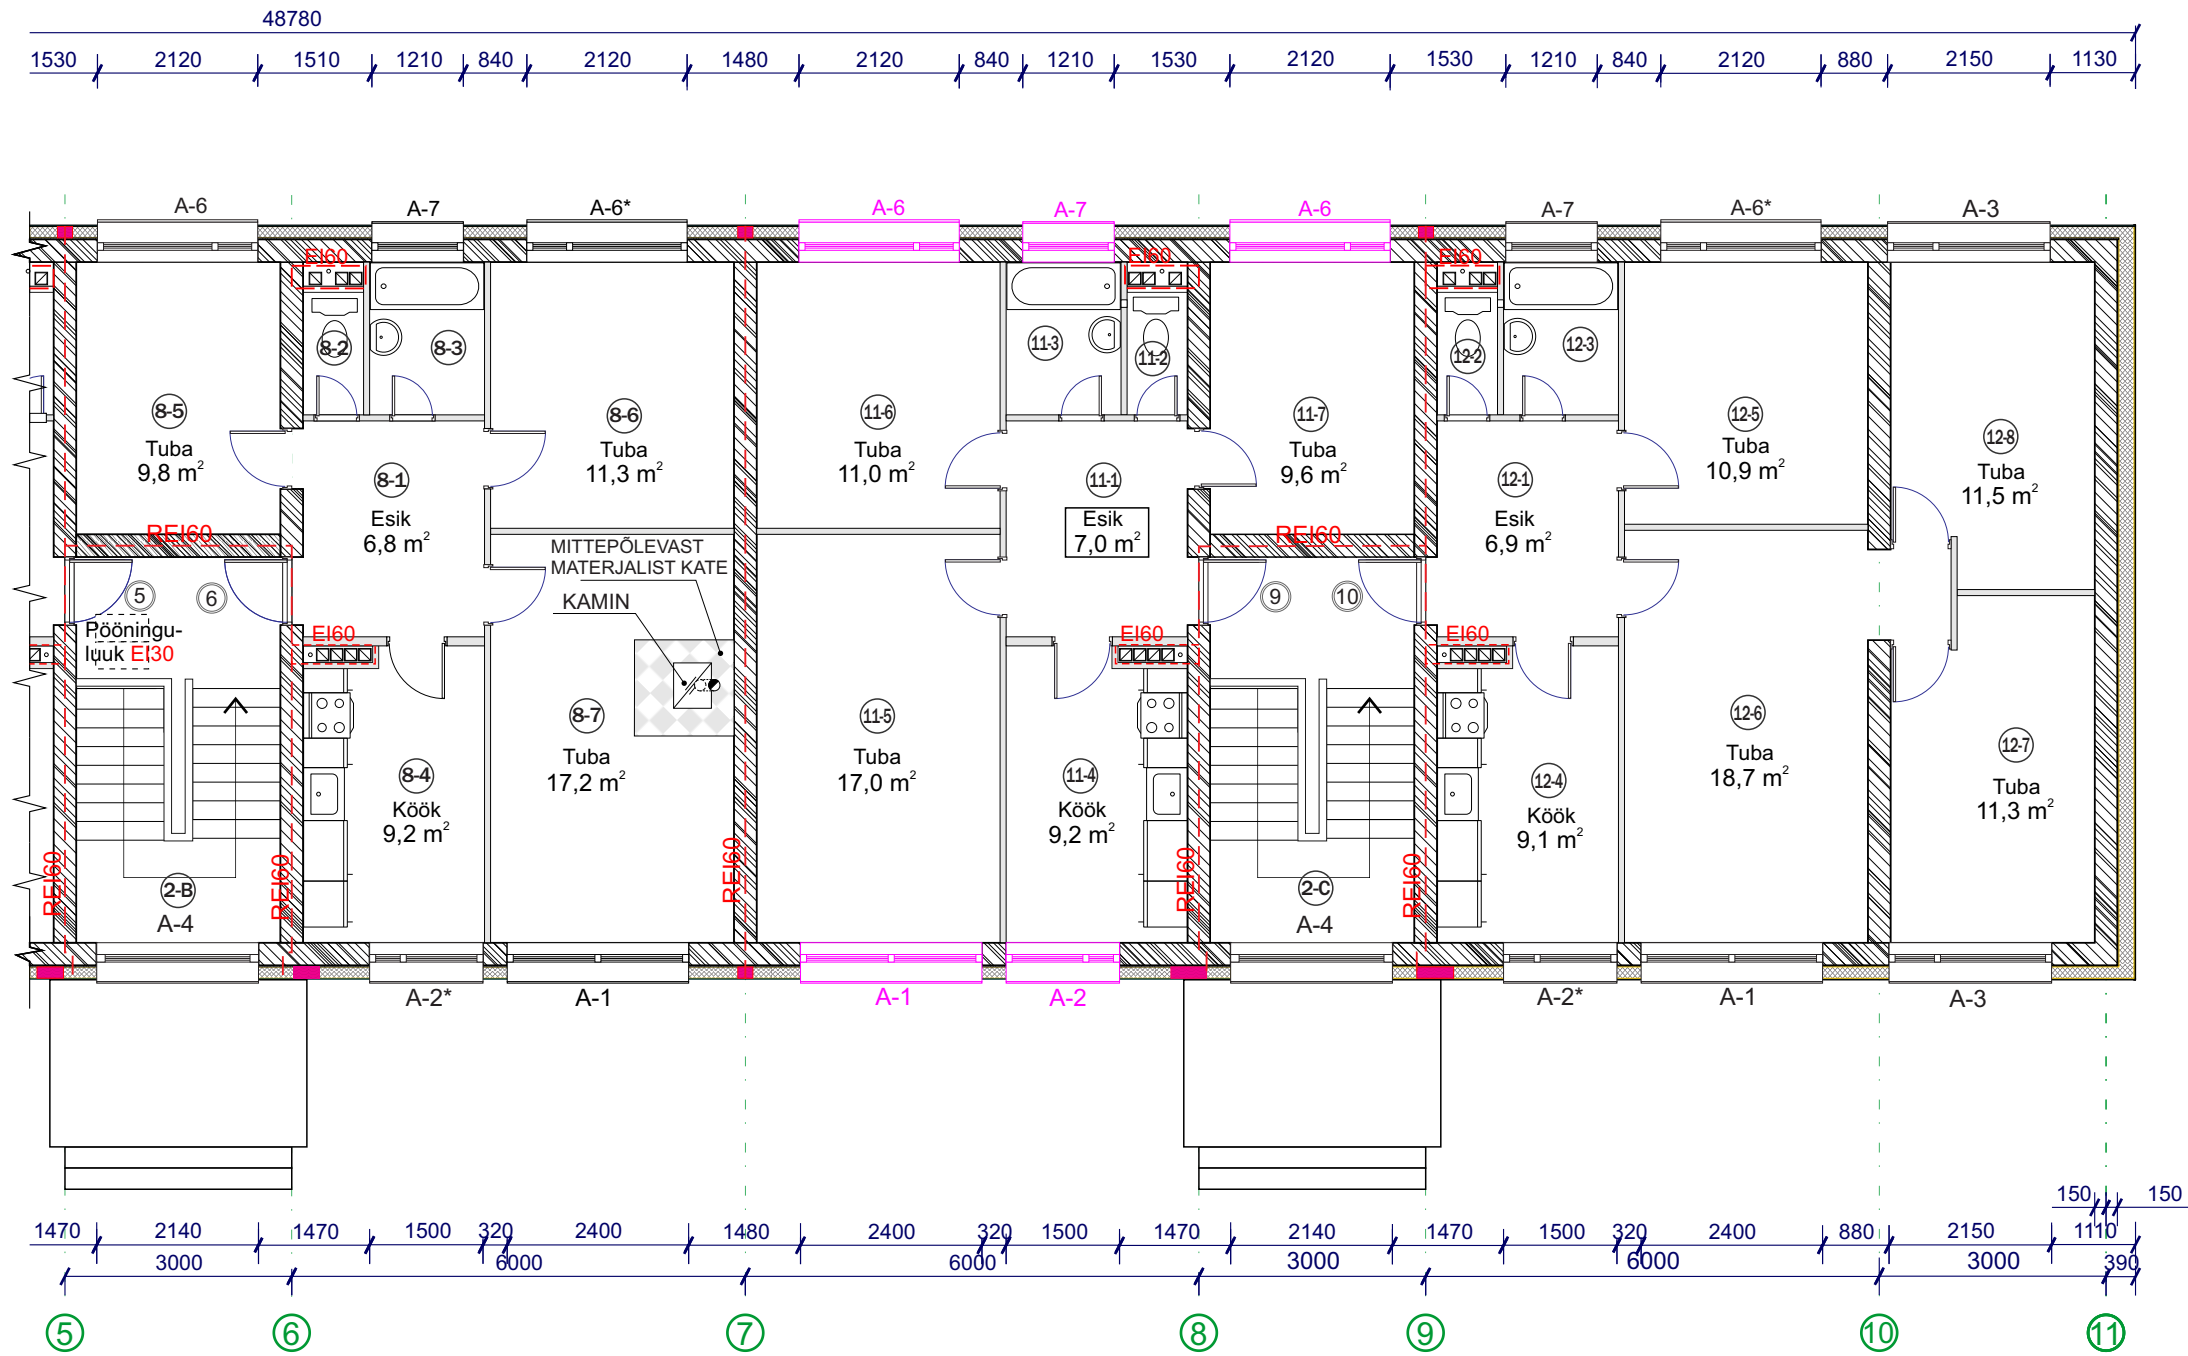 48780
1530 2120 1510 1210 840 2120 1480 2120 840 1210 1530 2120 1530 1210 840 2120 880 2150 1130
A-6 A-7 A-6* A-6 A-7 A-6 A-7 A-6* A-3
EI60 EI60 EI60
8-2 8-3 11-3 11-2 12-2 12-3
8-5
Tuba
9,8 m²
8-6
Tuba
11,3 m²
11-6
Tuba
11,0 m²
11-7
Tuba
9,6 m²
12-5
Tuba
10,9 m²
12-8
Tuba
11,5 m²
8-1
Esik
6,8 m²
11-1
Esik
7,0 m²
12-1
Esik
6,9 m²
REI60 REI60
MITTEPÕLEVAST
MATERJALIST KATE
KAMIN
5 6 9 10
Pööningu-
luuk EI30
EI60 EI60 EI60
8-7
Tuba
17,2 m²
11-5
Tuba
17,0 m²
12-6
Tuba
18,7 m²
12-7
Tuba
11,3 m²
8-4
Köök
9,2 m²
11-4
Köök
9,2 m²
12-4
Köök
9,1 m²
REI60 REI60 REI60 REI60 REI60
2-B
A-4
2-C
A-4
A-2* A-1 A-1 A-2 A-2* A-1 A-3
150 150
1470 2140 1470 1500 320 2400 1480 2400 320 1500 1470 2140 1470 1500 320 2400 880 2150 1110
3000 6000 6000 3000 6000 3000 390
5 6 7 8 9 10 11